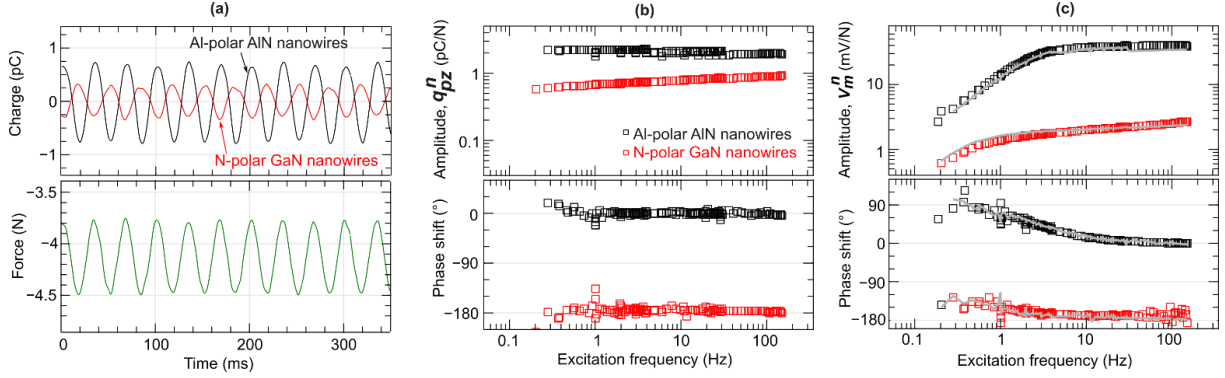 (a)
Charge (pC)
1
0
−1
Al-polar AlN nanowires
N-polar GaN nanowires
Force (N)
−3.5
−4
−4.5
0
100
200
300
Time (ms)
(b)
Amplitude, q^n_pz (pC/N)
10
1
0.1
Al-polar AlN nanowires
N-polar GaN nanowires
Phase shift (°)
0
−90
−180
0.1
1
10
100
Excitation frequency (Hz)
(c)
Amplitude, v^n_m (mV/N)
10
1
Phase shift (°)
90
0
−90
−180
0.1
1
10
100
Excitation frequency (Hz)